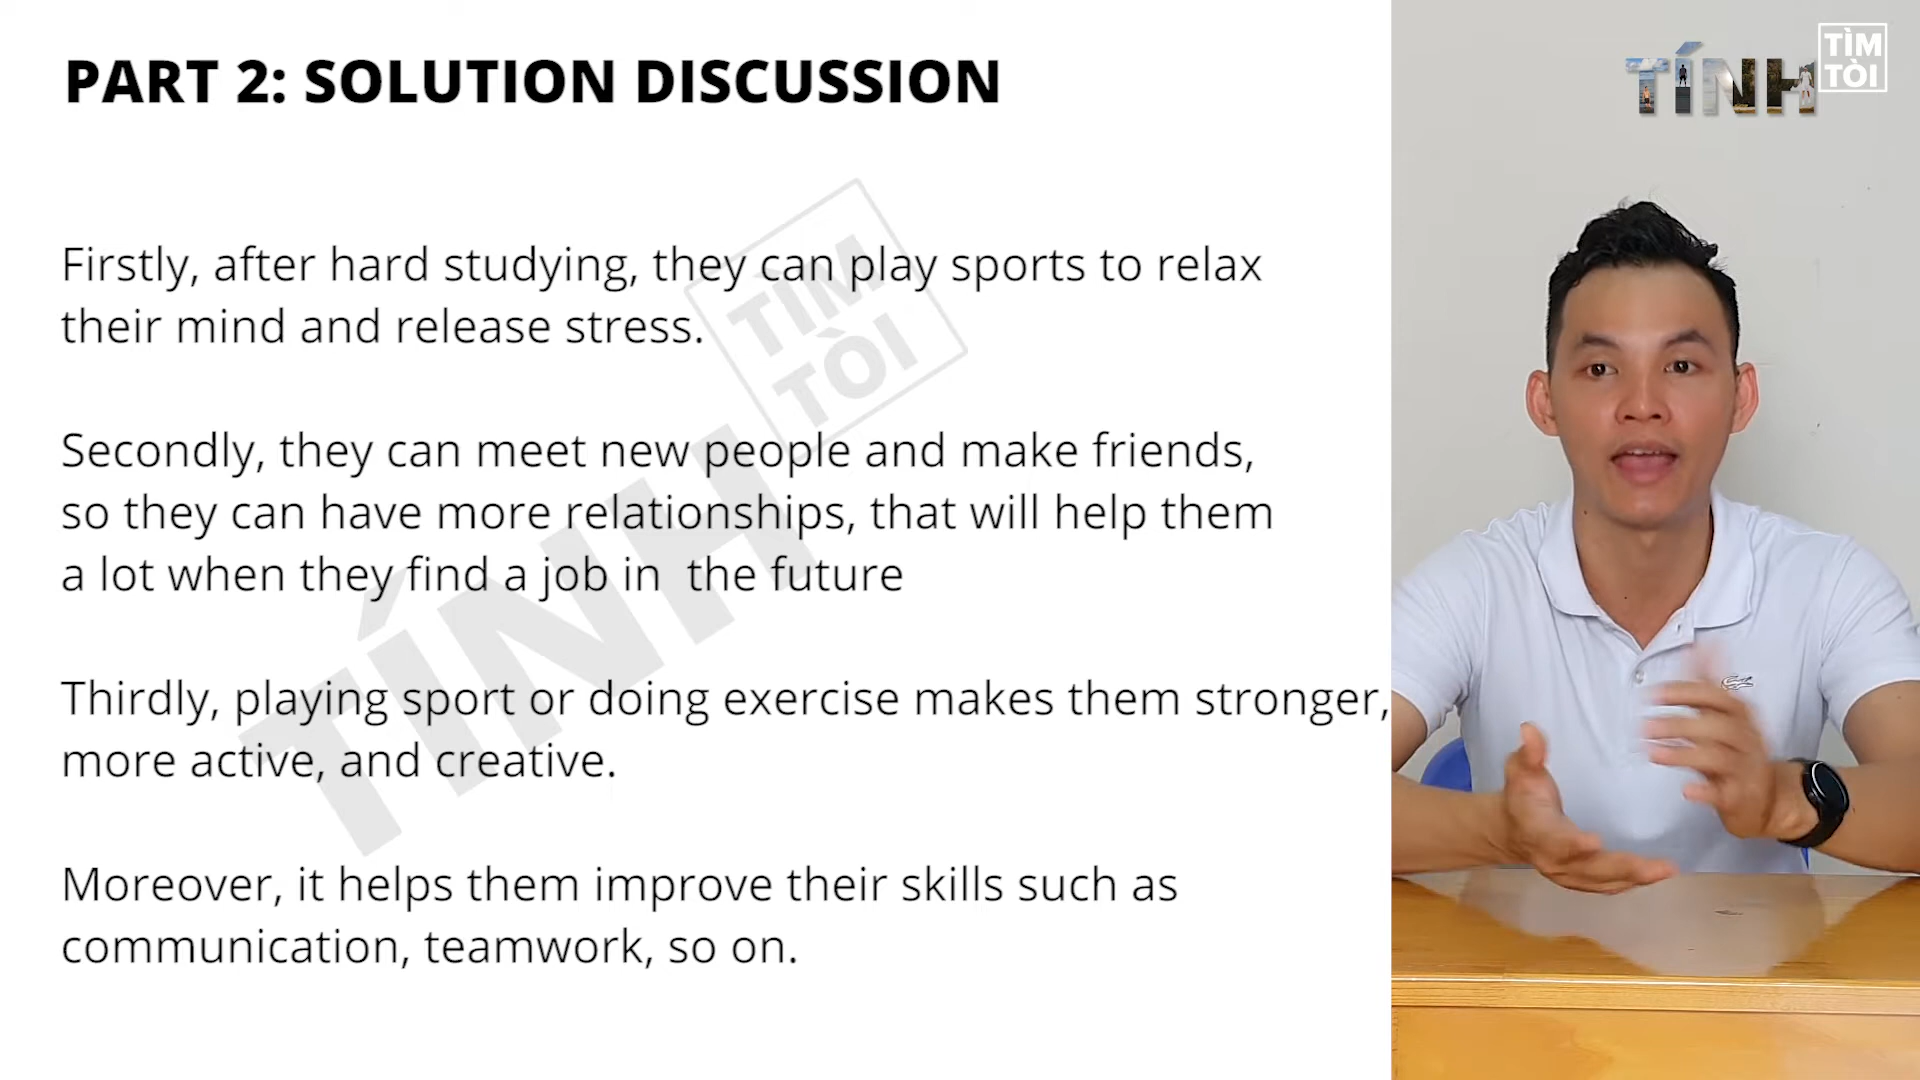 PART 2: SOLUTION DISCUSSION
TÍNH
TÌM
TÒI
Firstly, after hard studying, they can play sports to relax
their mind and release stress.
Secondly, they can meet new people and make friends,
so they can have more relationships, that will help them
a lot when they find a job in  the future
Thirdly, playing sport or doing exercise makes them stronger,
more active, and creative.
Moreover, it helps them improve their skills such as
communication, teamwork, so on.
TÍNH
TÌM
TÒI